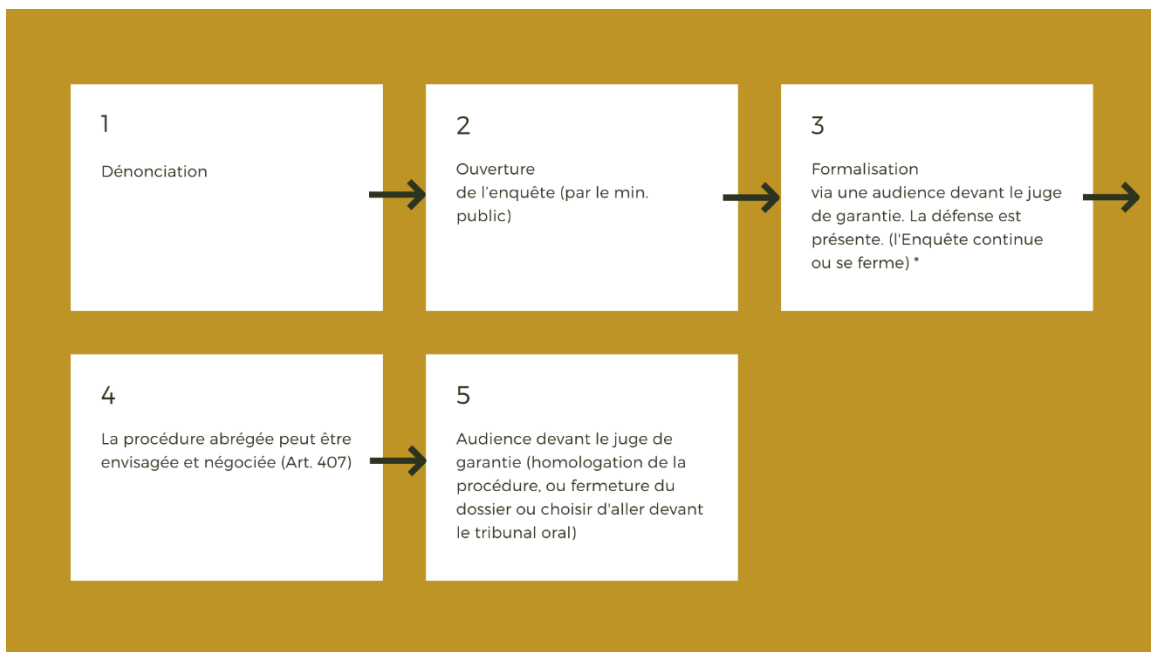 1
Dénonciation
2
Ouverture
de l'enquête (par le min.
public)
3
Formalisation
via une audience devant le juge
de garantie. La défense est
présente. (l'Enquête continue
ou se ferme) *
4
La procédure abrégée peut être
envisagée et négociée (Art. 407)
5
Audience devant le juge de
garantie (homologation de la
procédure, ou fermeture du
dossier ou choisir d'aller devant
le tribunal oral)